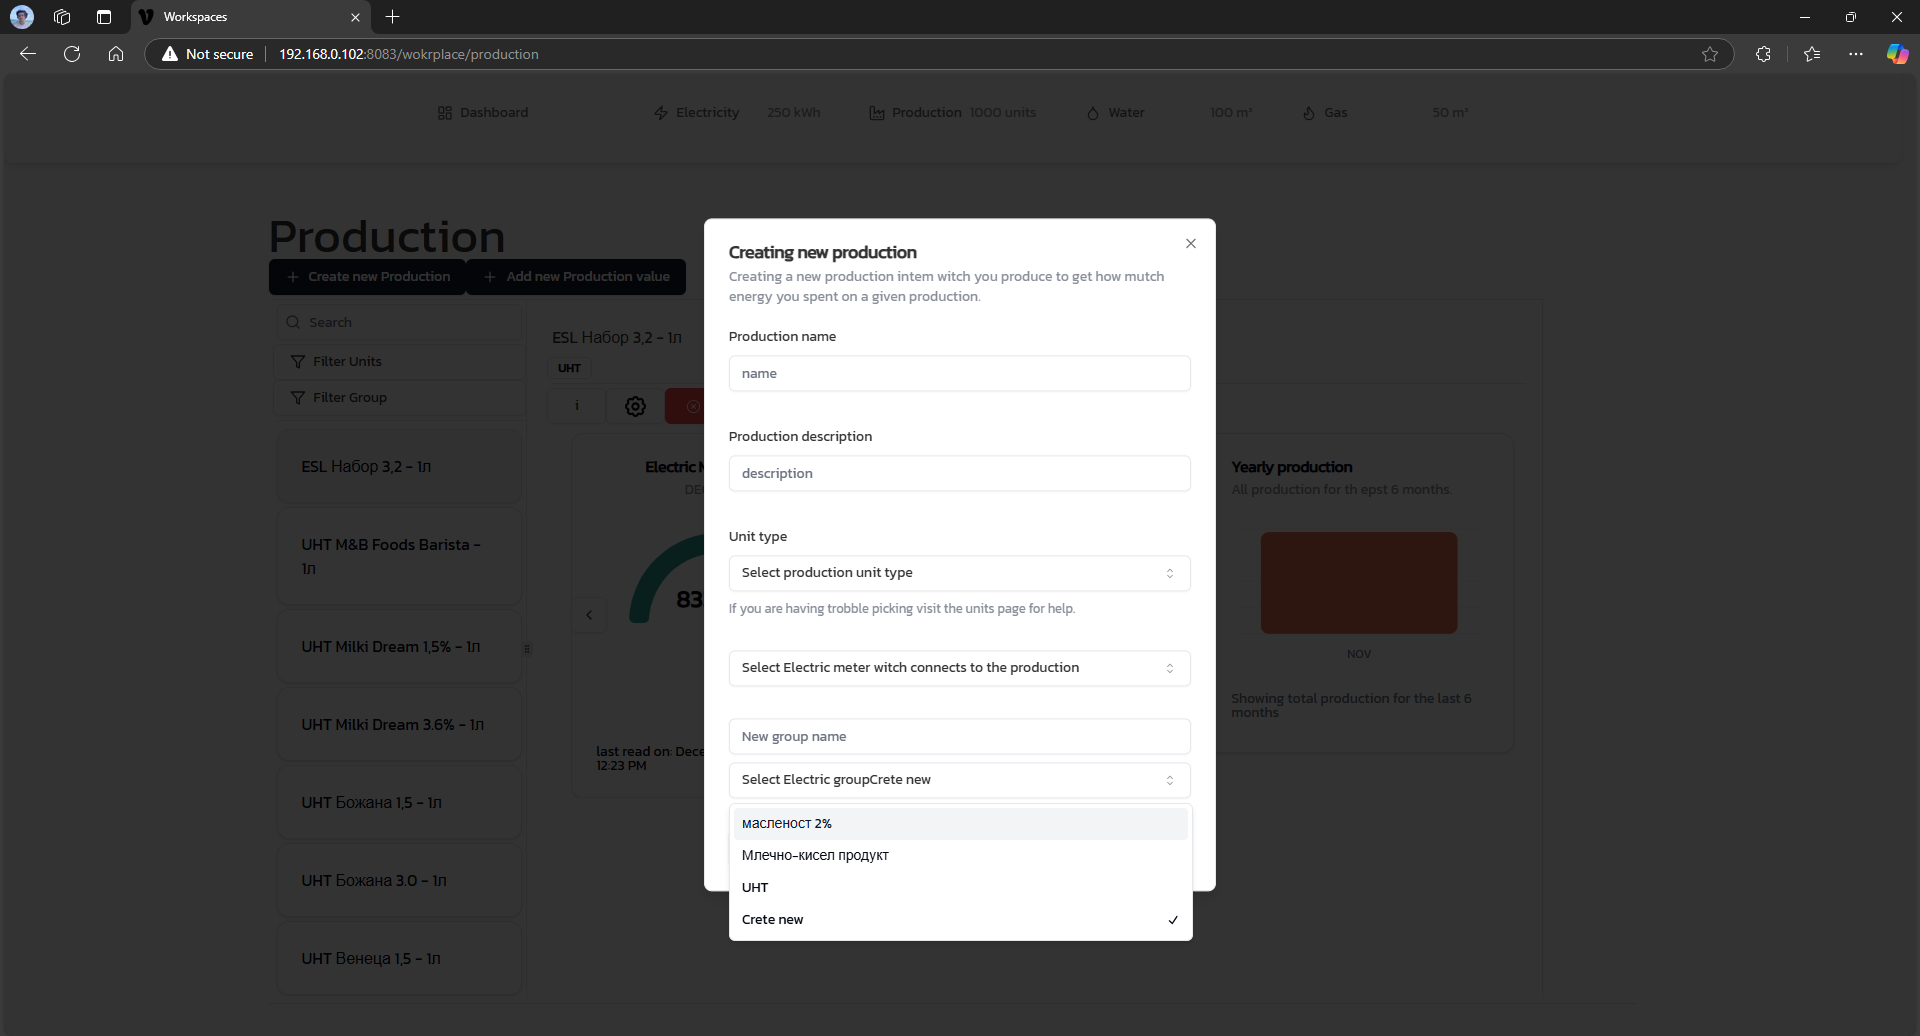 Workspaces
Not secure
192.168.0.102:8083/wokrplace/production
Dashboard
Electricity 250 kWh
Production 1000 units
Water 100 m³
Gas 50 m³
Production
Create new Production
Add new Production value
Search
Filter Units
Filter Group
ESL Набор 3,2 - 1л
UHT M&B Foods Barista -
1л
UHT Milki Dream 1,5% - 1л
UHT Milki Dream 3.6% - 1л
UHT Божана 1,5 - 1л
UHT Божана 3.0 - 1л
UHT Венеца 1,5 - 1л
ESL Набор 3,2 - 1л
UHT
i
Electric
83
last read on: Dece
12:23 PM
Creating new production
Creating a new production intem witch you produce to get how mutch
energy you spent on a given production.
Production name
name
Production description
description
Unit type
Select production unit type
If you are having trobble picking visit the units page for help.
Select Electric meter witch connects to the production
New group name
Select Electric groupCrete new
масленост 2%
Млечно-кисел продукт
UHT
Crete new
Yearly production
All production for th epst 6 months.
NOV
Showing total production for the last 6
months